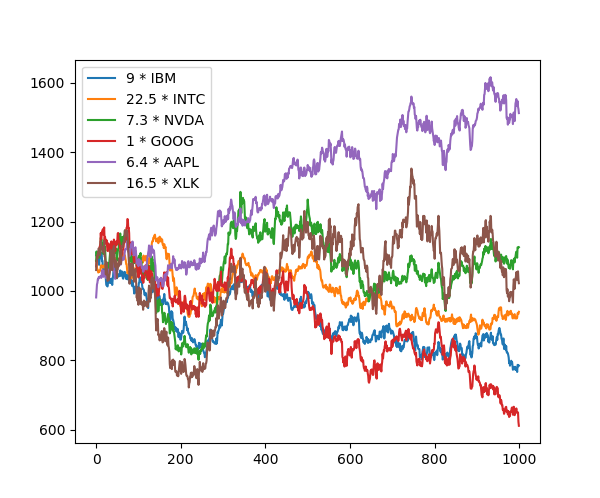 9 * IBM
22.5 * INTC
7.3 * NVDA
1 * GOOG
6.4 * AAPL
16.5 * XLK
1600
1400
1200
1000
800
600
0 200 400 600 800 1000